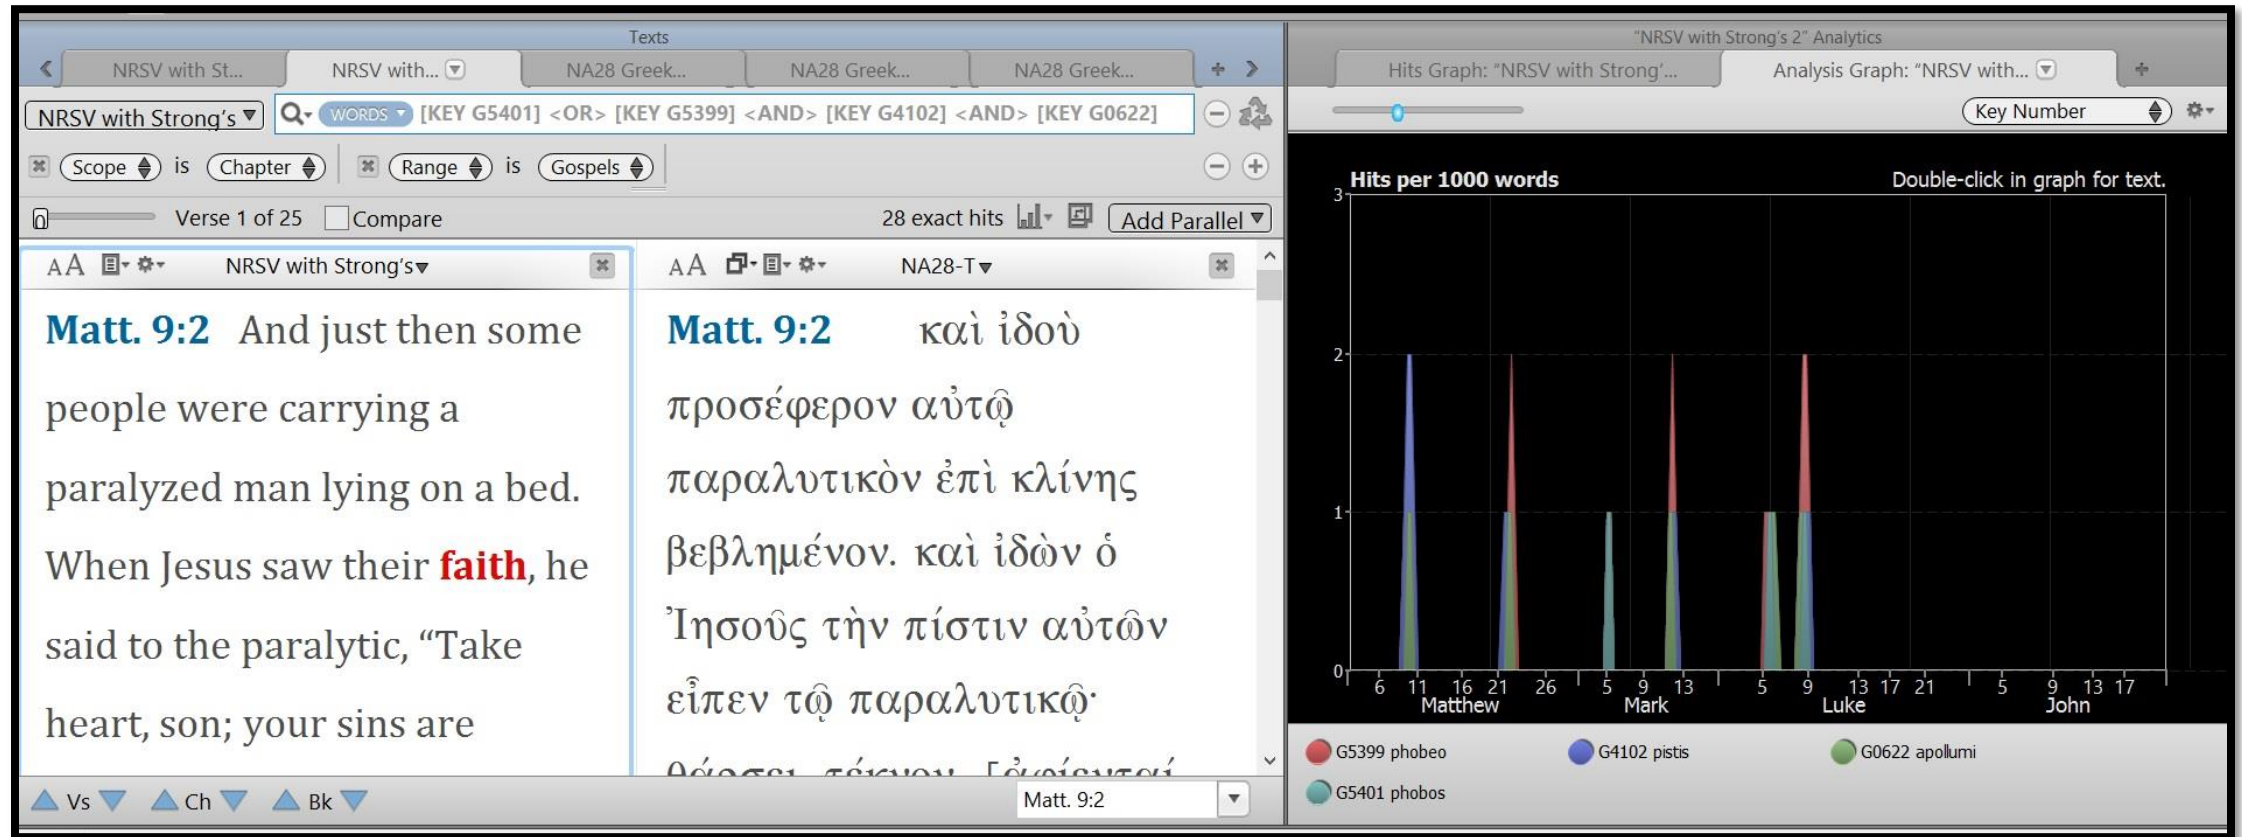 Texts
NRSV with St...
NRSV with...
NA28 Greek...
NA28 Greek...
NA28 Greek...
NRSV with Strong's
WORDS [KEY G5401] <OR> [KEY G5399] <AND> [KEY G4102] <AND> [KEY G0622]
Scope is Chapter Range is Gospels
Verse 1 of 25 Compare 28 exact hits Add Parallel
AA NRSV with Strong's
Matt. 9:2 And just then some
people were carrying a
paralyzed man lying on a bed.
When Jesus saw their faith, he
said to the paralytic, “Take
heart, son; your sins are
AA NA28-T
Matt. 9:2 καὶ ἰδοὺ
προσέφερον αὐτῷ
παραλυτικὸν ἐπὶ κλίνης
βεβλημένον. καὶ ἰδὼν ὁ
Ἰησοῦς τὴν πίστιν αὐτῶν
εἶπεν τῷ παραλυτικῷ·
θάρσει, τέκνον, ⸀ἀφίενταί
Vs Ch Bk Matt. 9:2
"NRSV with Strong's 2" Analytics
Hits Graph: "NRSV with Strong'...
Analysis Graph: "NRSV with...
Key Number
Hits per 1000 words Double-click in graph for text.
3
2
1
0
6 11 16 21 26 5 9 13 5 9 13 17 21 5 9 13 17
Matthew Mark Luke John
G5399 phobeo G4102 pistis G0622 apollumi
G5401 phobos